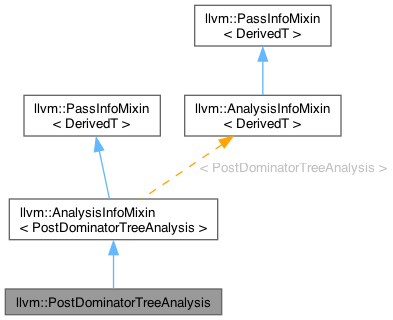 llvm::PassInfoMixin
< DerivedT >
llvm::PassInfoMixin
< DerivedT >
llvm::AnalysisInfoMixin
< DerivedT >
< PostDominatorTreeAnalysis >
llvm::AnalysisInfoMixin
< PostDominatorTreeAnalysis >
llvm::PostDominatorTreeAnalysis